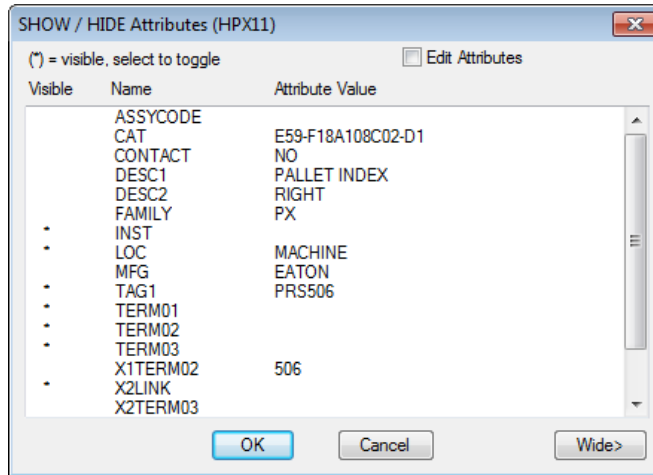 SHOW / HIDE Attributes (HPX11)
(*) = visible, select to toggle Edit Attributes
Visible Name Attribute Value
ASSYCODE
CAT E59-F18A108C02-D1
CONTACT NO
DESC1 PALLET INDEX
DESC2 RIGHT
FAMILY PX
* INST
* LOC MACHINE
MFG EATON
* TAG1 PRS506
* TERM01
* TERM02
* TERM03
X1TERM02 506
* X2LINK
X2TERM03
OK Cancel Wide>